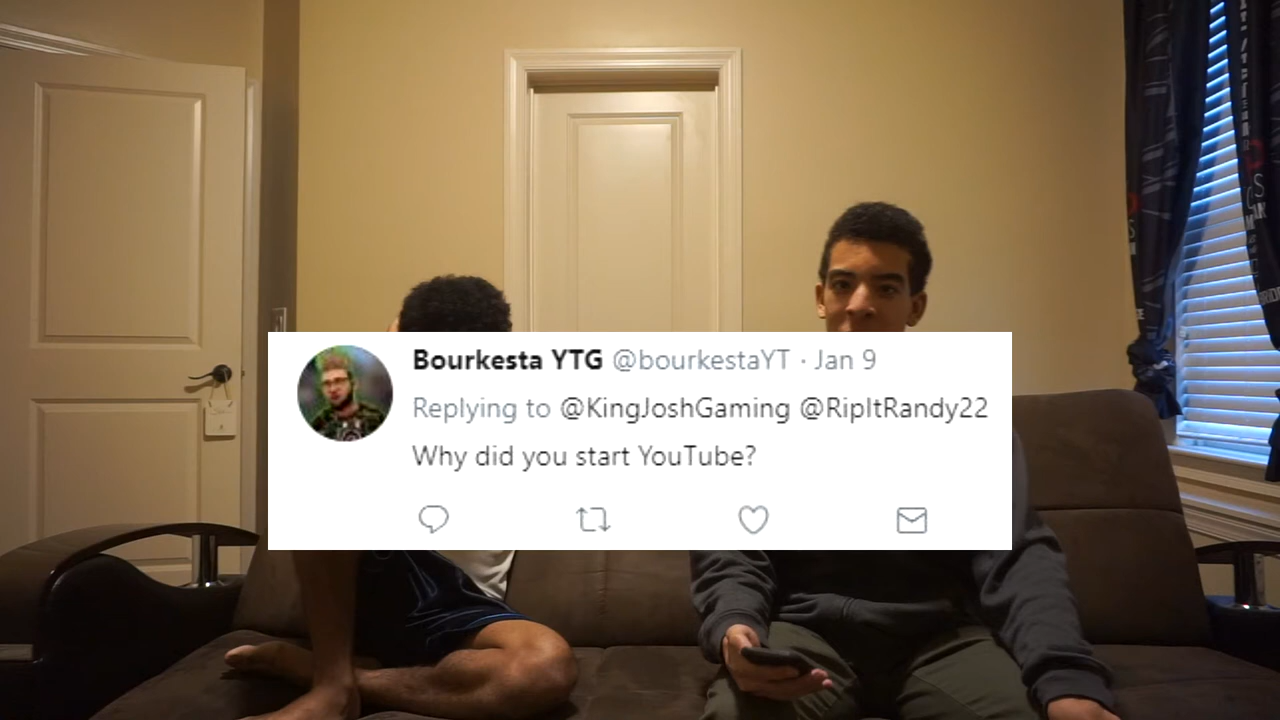 Bourkesta YTG @bourkestaYT · Jan 9
Replying to @KingJoshGaming @RipItRandy22
Why did you start YouTube?